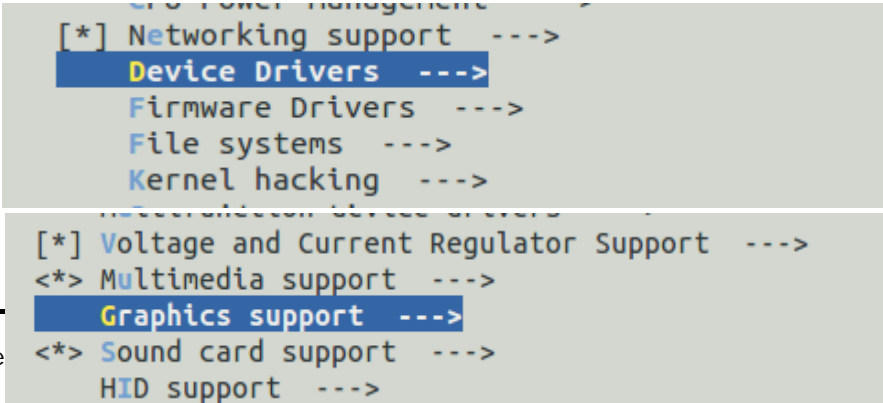 [*] Networking support --->
Device Drivers --->
Firmware Drivers --->
File systems --->
Kernel hacking --->
[*] Voltage and Current Regulator Support --->
<*> Multimedia support --->
Graphics support --->
<*> Sound card support --->
HID support --->